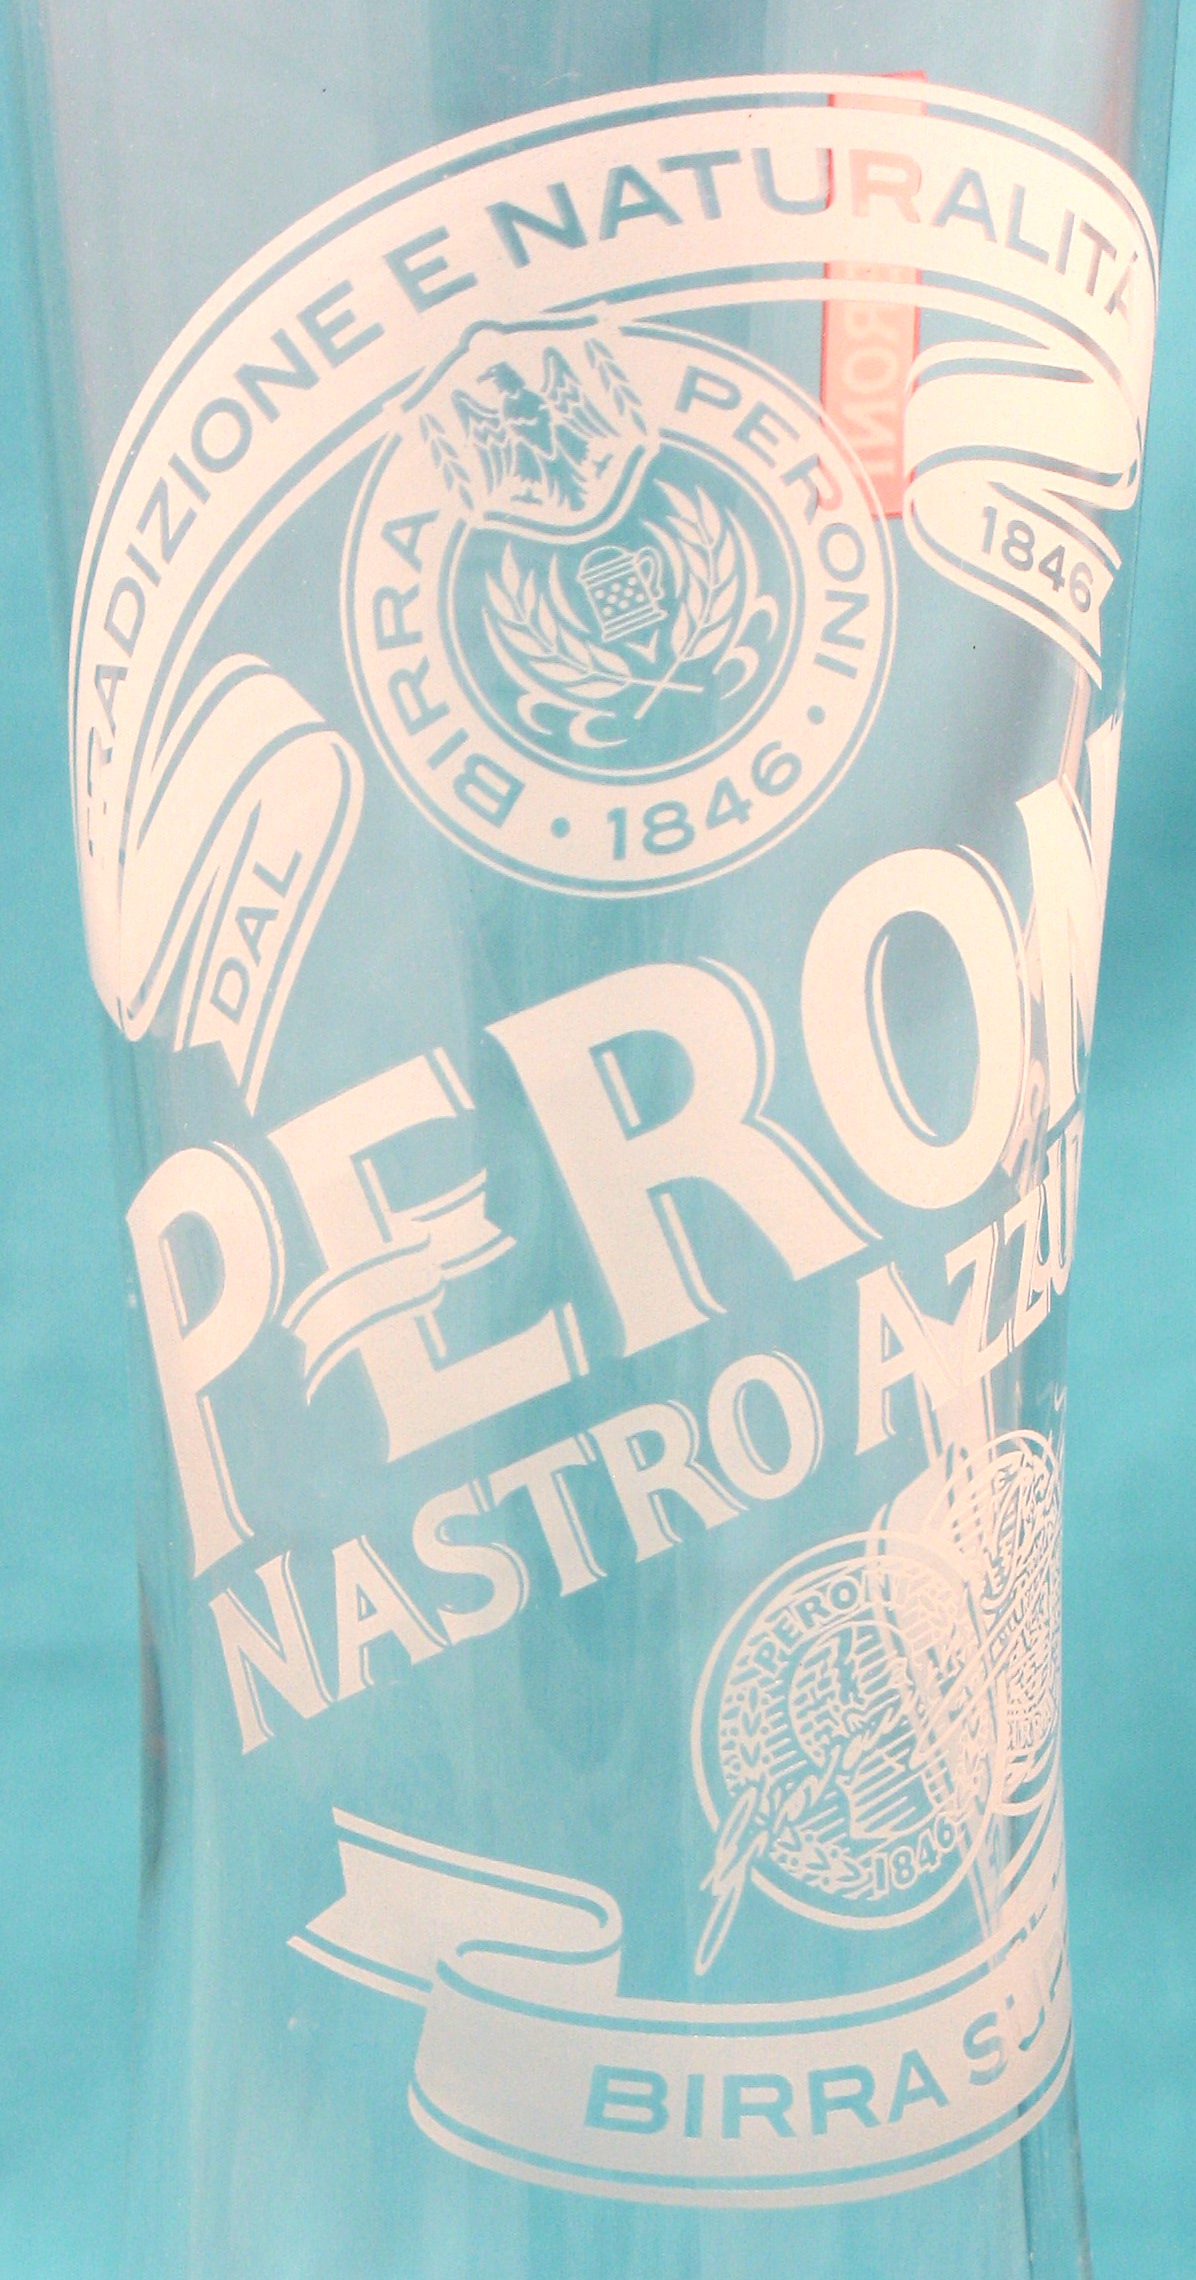 TRADIZIONE E NATURALITÀ
DAL
1846
BIRRA PERONI
· 1846 ·
PERON
NASTRO AZZU
PERONI
1846
BIRRA SU